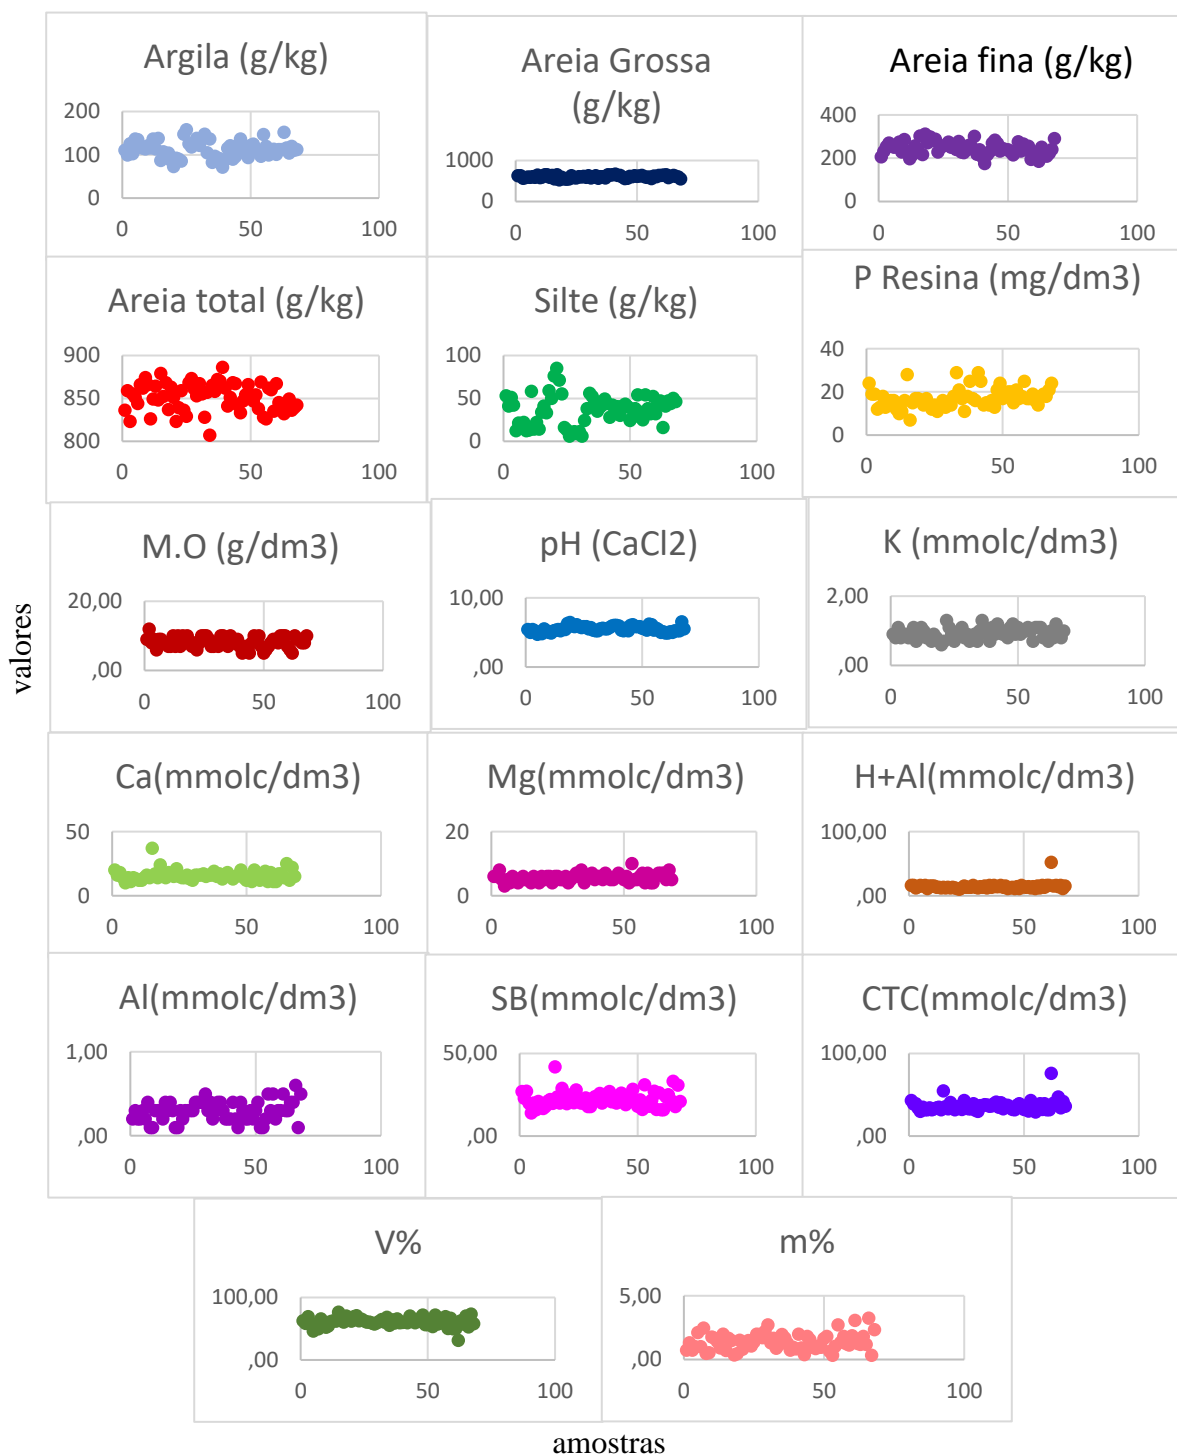 Argila (g/kg)
200
100
0
0 50 100
Areia Grossa
(g/kg)
1000
0
0 50 100
Areia fina (g/kg)
400
200
0
0 50 100
Areia total (g/kg)
900
850
800
0 50 100
Silte (g/kg)
100
50
0
0 50 100
P Resina (mg/dm3)
40
20
0
0 50 100
valores
M.O (g/dm3)
20,00
,00
0 50 100
pH (CaCl2)
10,00
,00
0 50 100
K (mmolc/dm3)
2,00
,00
0 50 100
Ca(mmolc/dm3)
50
0
0 50 100
Mg(mmolc/dm3)
20
0
0 50 100
H+Al(mmolc/dm3)
100,00
,00
0 50 100
Al(mmolc/dm3)
1,00
,00
0 50 100
SB(mmolc/dm3)
50,00
,00
0 50 100
CTC(mmolc/dm3)
100,00
,00
0 50 100
V%
100,00
,00
0 50 100
m%
5,00
,00
0 50 100
amostras